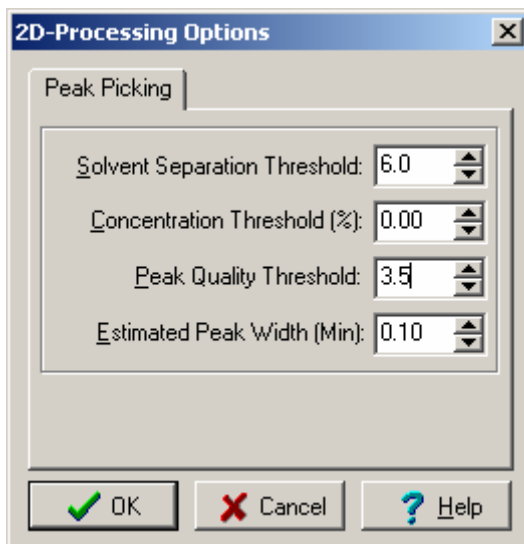 2D-Processing Options
Peak Picking
Solvent Separation Threshold: 6.0
Concentration Threshold (%): 0.00
Peak Quality Threshold: 3.5
Estimated Peak Width (Min): 0.10
OK Cancel ? Help